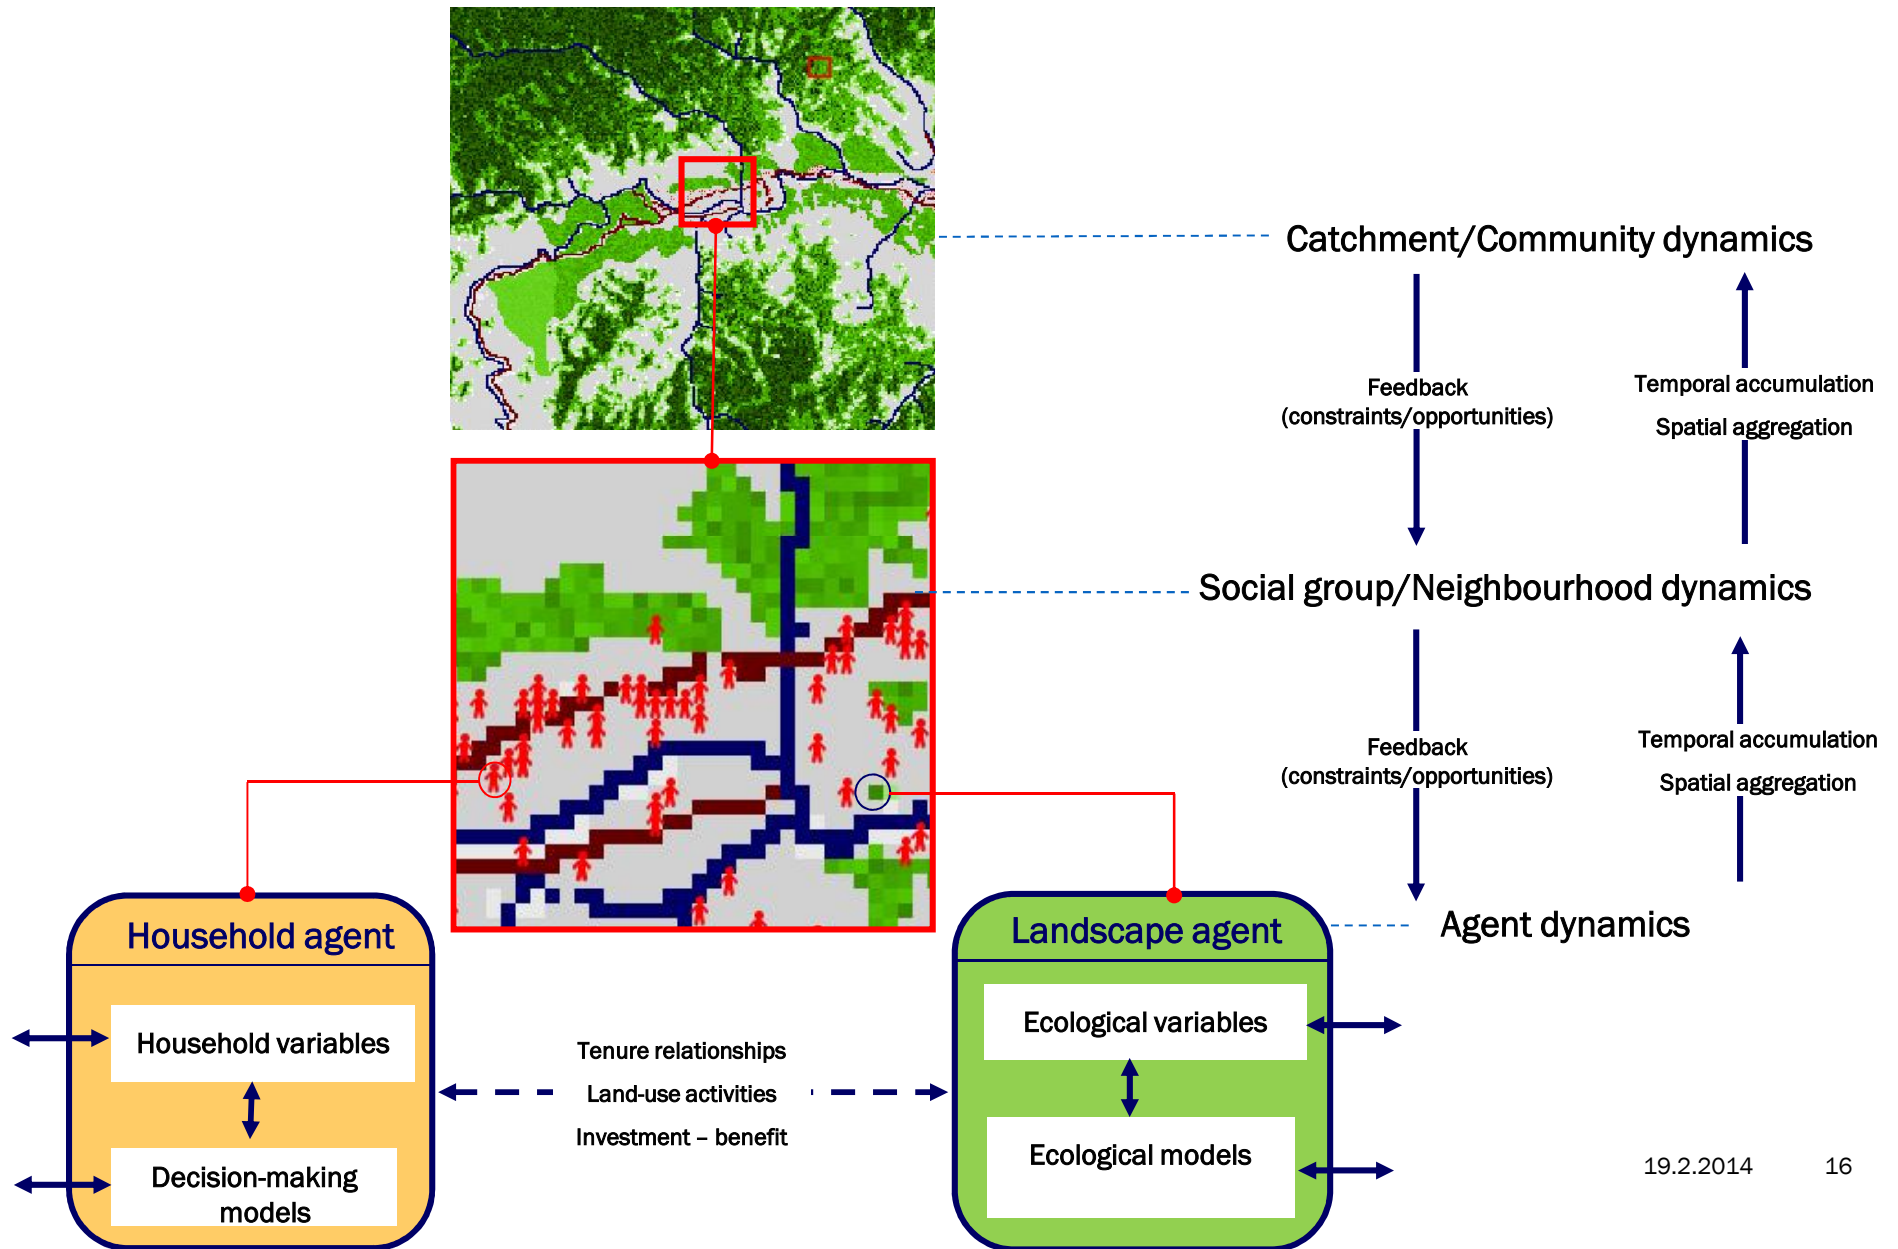 Catchment/Community dynamics
Feedback
(constraints/opportunities)
Temporal accumulation
Spatial aggregation
Social group/Neighbourhood dynamics
Feedback
(constraints/opportunities)
Temporal accumulation
Spatial aggregation
Agent dynamics
Household agent
Household variables
Decision-making
models
Tenure relationships
Land-use activities
Investment – benefit
Landscape agent
Ecological variables
Ecological models
19.2.2014
16